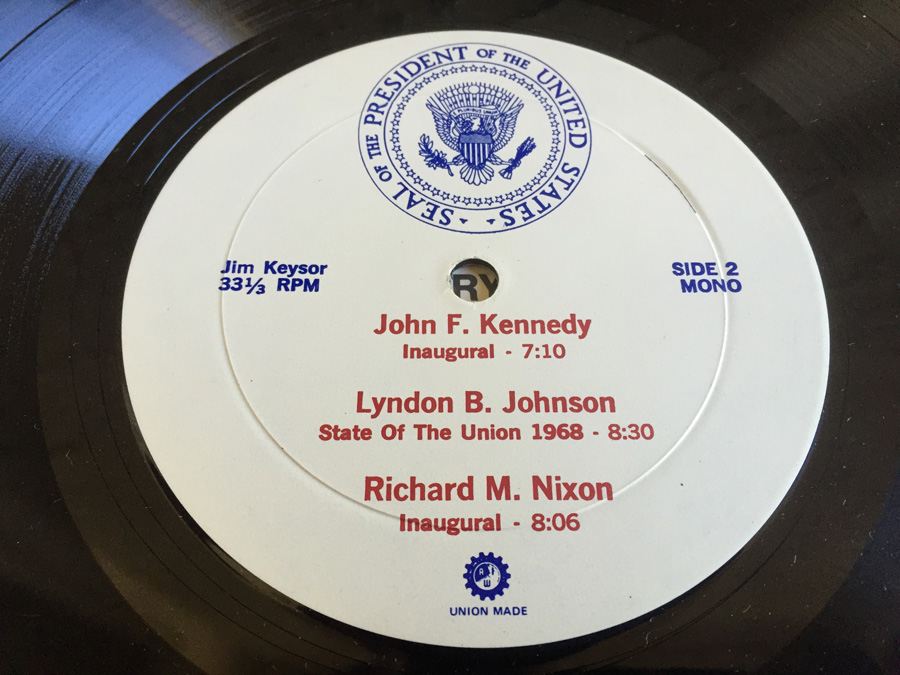 SEAL OF THE PRESIDENT OF THE UNITED STATES
Jim Keysor
33⅓ RPM
SIDE 2
MONO
RY
John F. Kennedy
Inaugural - 7:10
Lyndon B. Johnson
State Of The Union 1968 - 8:30
Richard M. Nixon
Inaugural - 8:06
UNION MADE